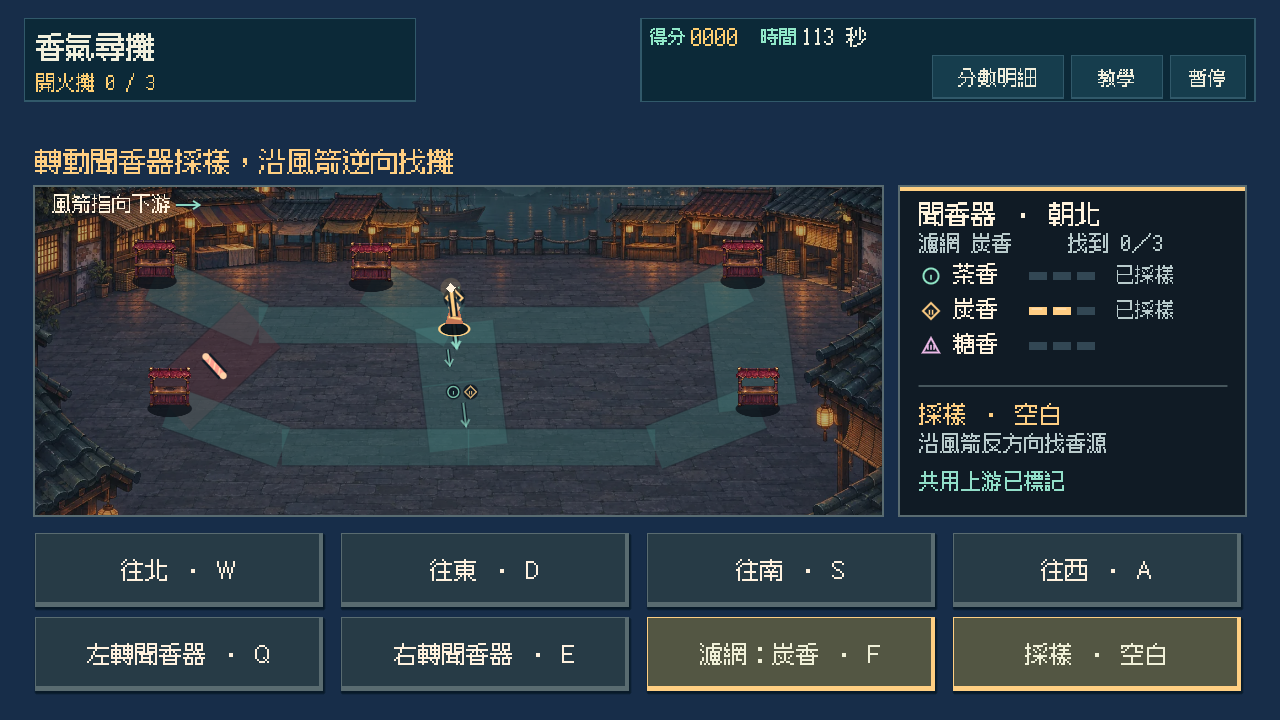 香氣尋攤
開火攤 0 / 3
得分 0000 時間 113 秒
分數明細
教學
暫停
轉動聞香器採樣，沿風箭逆向找攤
風箭指向下游
聞香器 · 朝北
濾網 炭香 找到 0/3
茶香 已採樣
炭香 已採樣
糖香
採樣 · 空白
沿風箭反方向找香源
共用上游已標記
往北 · W
往東 · D
往南 · S
往西 · A
左轉聞香器 · Q
右轉聞香器 · E
濾網：炭香 · F
採樣 · 空白